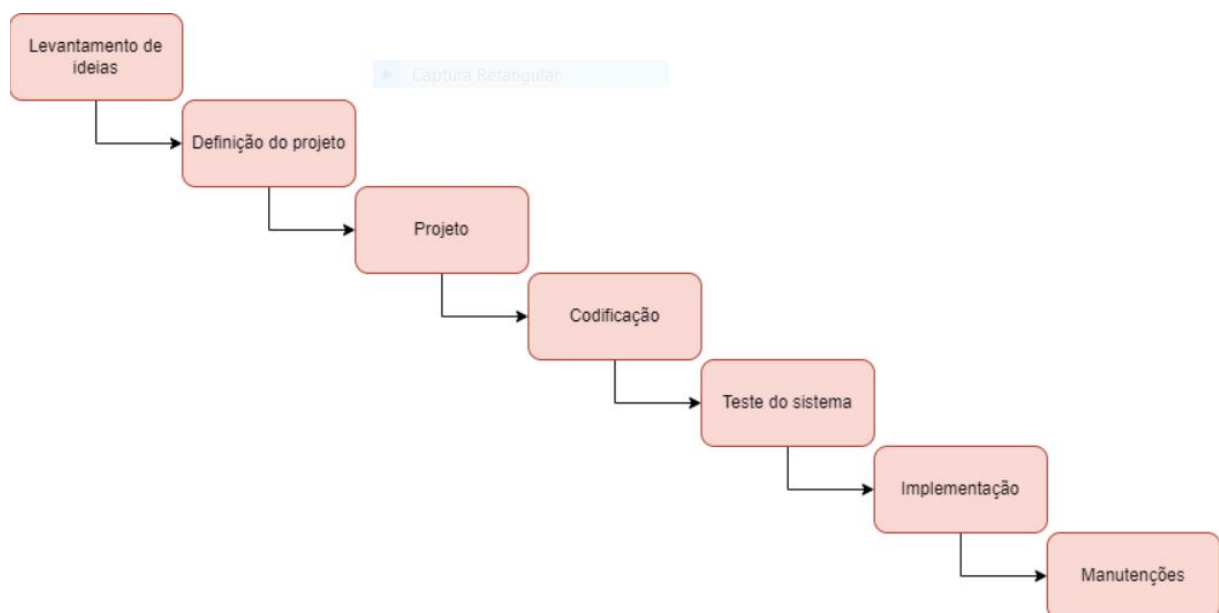 Levantamento de
ideias
Captura Retangular
Definição do projeto
Projeto
Codificação
Teste do sistema
Implementação
Manutenções